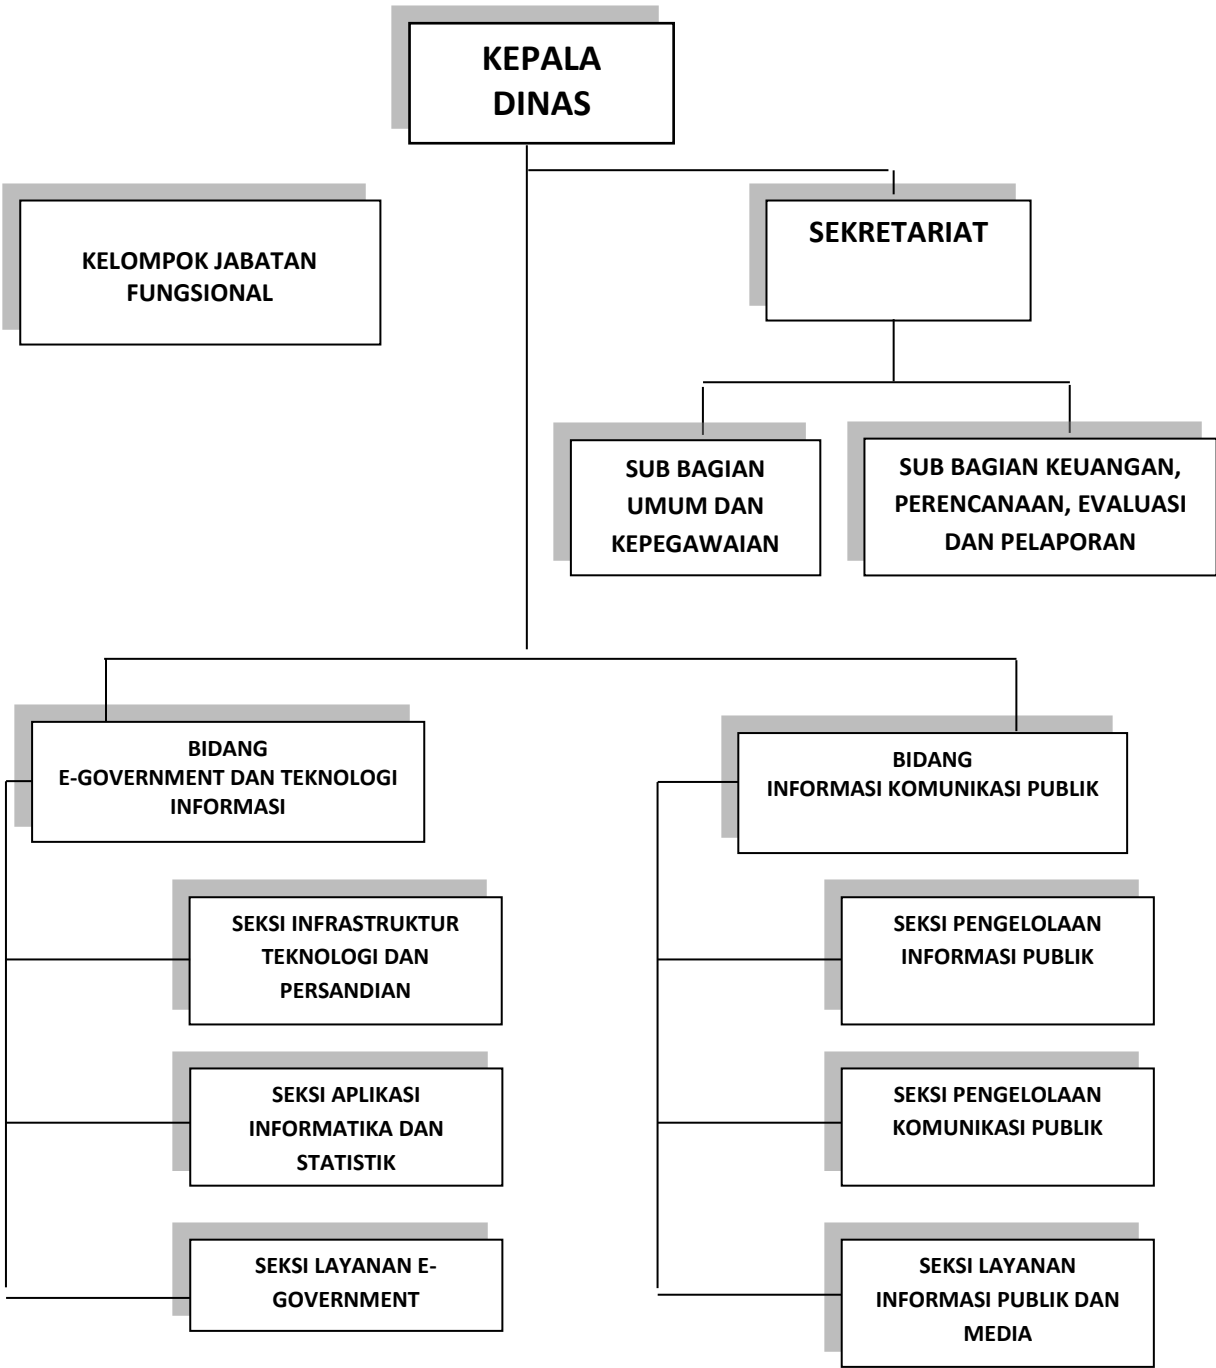 KEPALA
DINAS
KELOMPOK JABATAN
FUNGSIONAL
SEKRETARIAT
SUB BAGIAN
UMUM DAN
KEPEGAWAIAN
SUB BAGIAN KEUANGAN,
PERENCANAAN, EVALUASI
DAN PELAPORAN
BIDANG
E-GOVERNMENT DAN TEKNOLOGI
INFORMASI
BIDANG
INFORMASI KOMUNIKASI PUBLIK
SEKSI INFRASTRUKTUR
TEKNOLOGI DAN
PERSANDIAN
SEKSI PENGELOLAAN
INFORMASI PUBLIK
SEKSI APLIKASI
INFORMATIKA DAN
STATISTIK
SEKSI PENGELOLAAN
KOMUNIKASI PUBLIK
SEKSI LAYANAN E-
GOVERNMENT
SEKSI LAYANAN
INFORMASI PUBLIK DAN
MEDIA